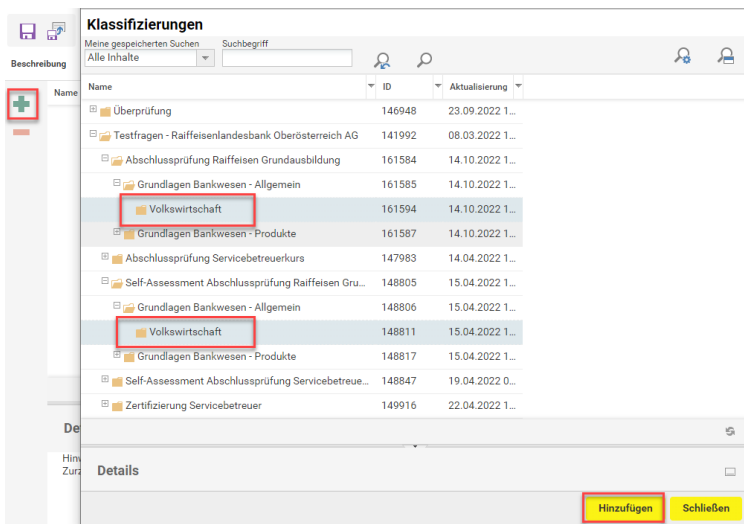 Klassifizierungen
Meine gespeicherten Suchen Suchbegriff
Alle Inhalte
Beschreibung
Name
Name ID Aktualisierung
Überprüfung 146948 23.09.2022 1...
Testfragen - Raiffeisenlandesbank Oberösterreich AG 141992 08.03.2022 1...
Abschlussprüfung Raiffeisen Grundausbildung 161584 14.10.2022 1...
Grundlagen Bankwesen - Allgemein 161585 14.10.2022 1...
Volkswirtschaft 161594 14.10.2022 1...
Grundlagen Bankwesen - Produkte 161587 14.10.2022 1...
Abschlussprüfung Servicebetreuerkurs 147983 14.04.2022 1...
Self-Assessment Abschlussprüfung Raiffeisen Gru... 148805 15.04.2022 1...
Grundlagen Bankwesen - Allgemein 148806 15.04.2022 1...
Volkswirtschaft 148811 15.04.2022 1...
Grundlagen Bankwesen - Produkte 148817 15.04.2022 1...
Self-Assessment Abschlussprüfung Servicebetreue... 148847 19.04.2022 0...
Zertifizierung Servicebetreuer 149916 22.04.2022 1...
De
Hinw
Zurz
Details
Hinzufügen Schließen